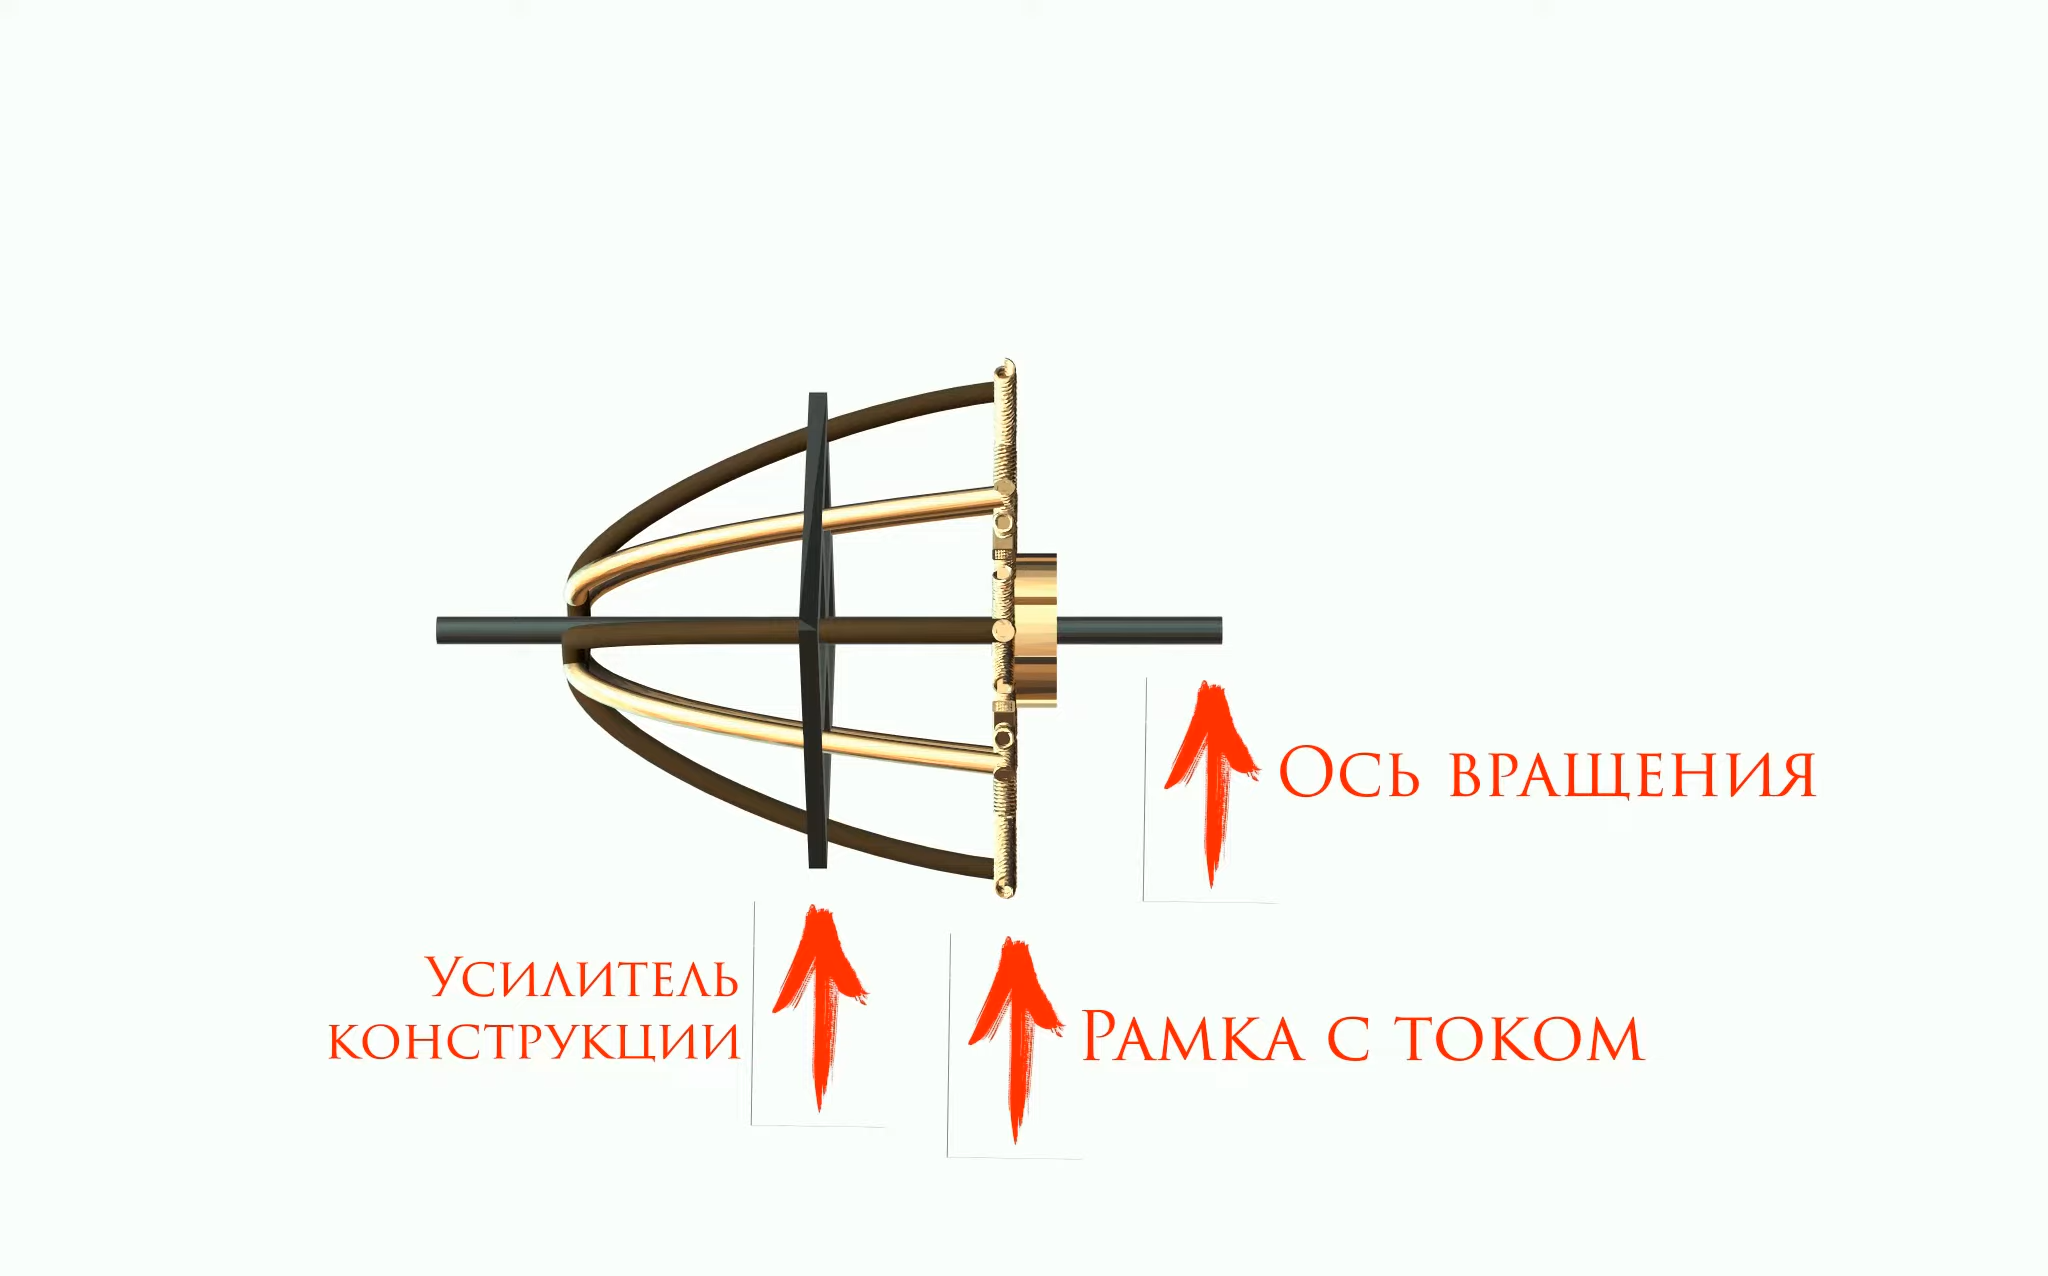 Ось вращения
Усилитель
конструкции
Рамка с током